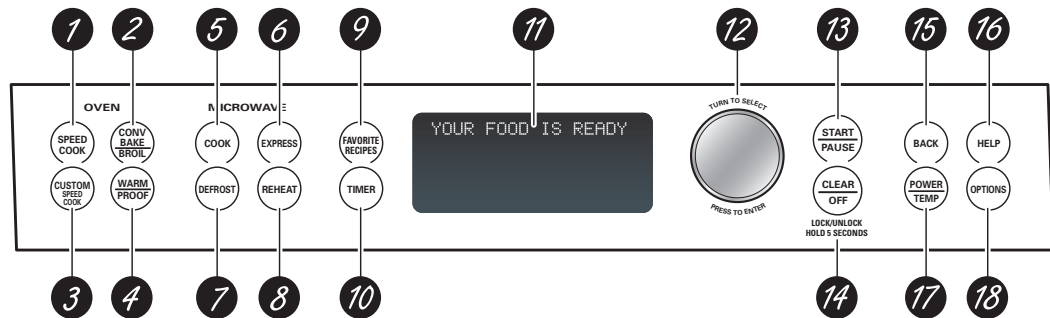 1 2 5 6 9 11 12 13 15 16
OVEN MICROWAVE
SPEED
COOK
CONV
BAKE
BROIL
COOK
EXPRESS
FAVORITE
RECIPES
YOUR FOOD IS READY
TURN TO SELECT
PRESS TO ENTER
START
PAUSE
BACK
HELP
CUSTOM
SPEED
COOK
WARM
PROOF
DEFROST
REHEAT
TIMER
CLEAR
OFF
POWER
TEMP
OPTIONS
LOCK/UNLOCK
HOLD 5 SECONDS
3 4 7 8 10 14 17 18